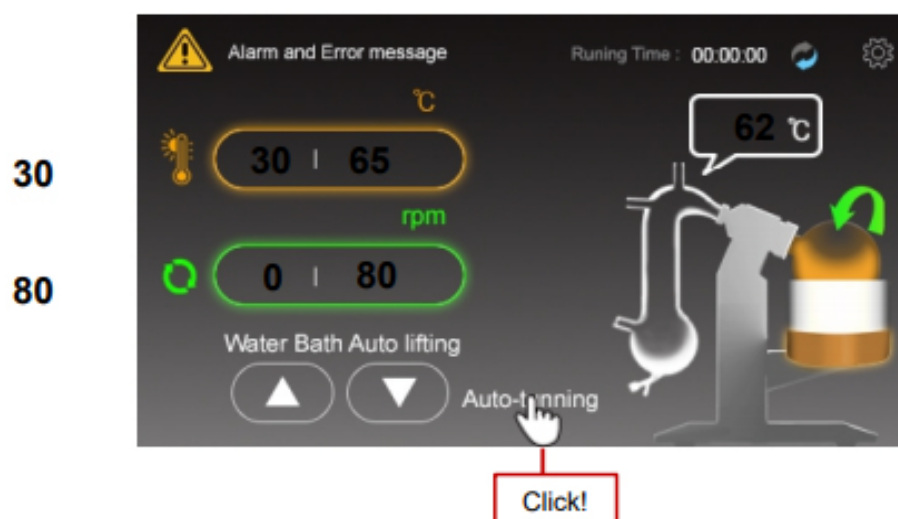 Alarm and Error message
Runing Time : 00:00:00
℃
62 ℃
30
30 | 65
rpm
80
0 | 80
Water Bath Auto lifting
Auto-tunning
Click!